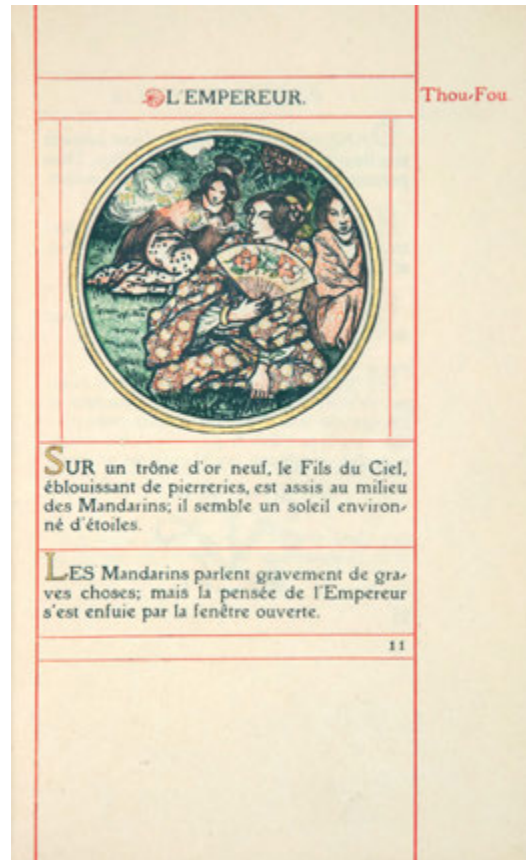 L'EMPEREUR.
Thou-Fou.
SUR un trône d'or neuf, le Fils du Ciel,
éblouissant de pierreries, est assis au milieu
des Mandarins; il semble un soleil environ-
né d'étoiles.
LES Mandarins parlent gravement de gra-
ves choses; mais la pensée de l'Empereur
s'est enfuie par la fenêtre ouverte.
11